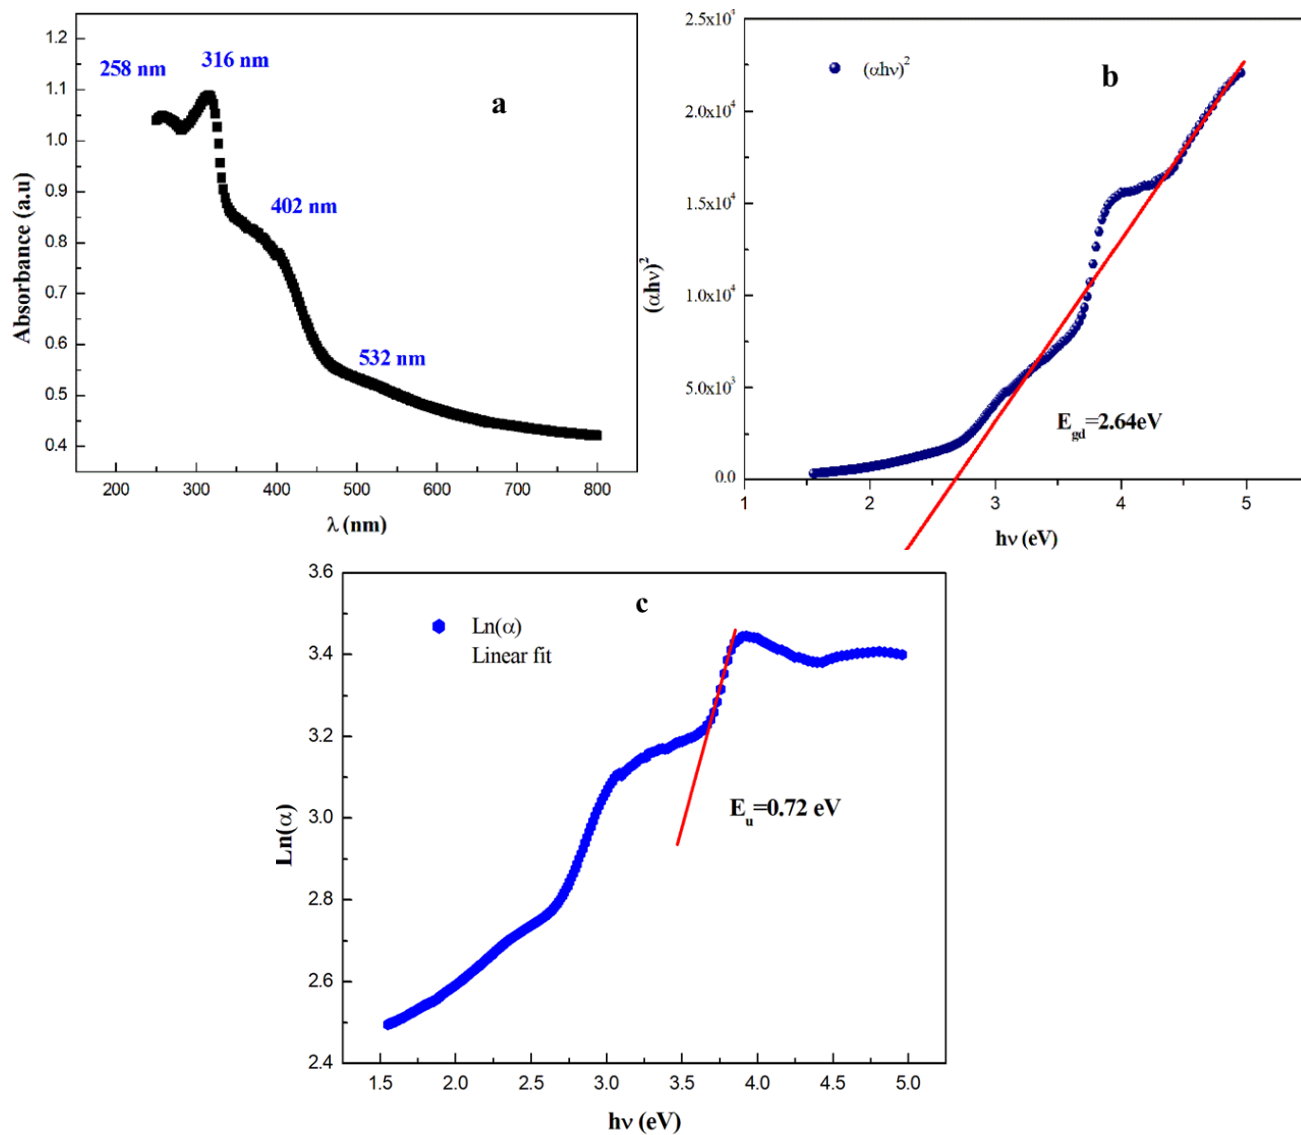 a
258 nm
316 nm
402 nm
532 nm
Absorbance (a.u)
1.2
1.1
1.0
0.9
0.8
0.7
0.6
0.5
0.4
200 300 400 500 600 700 800
λ (nm)
b
(αhν)²
(αhν)²
2.5x10⁴
2.0x10⁴
1.5x10⁴
1.0x10⁴
5.0x10³
0.0
E_gd=2.64eV
1 2 3 4 5
hν (eV)
c
Ln(α)
Linear fit
Ln(α)
3.6
3.4
3.2
3.0
2.8
2.6
2.4
E_u=0.72 eV
1.5 2.0 2.5 3.0 3.5 4.0 4.5 5.0
hν (eV)